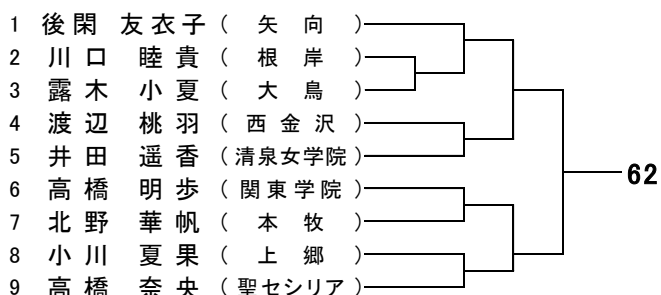 1 後閑 友衣子 ( 矢 向 )
2 川口 睦貴 ( 根 岸 )
3 露木 小夏 ( 大 鳥 )
4 渡辺 桃羽 ( 西金沢 )
5 井田 遥香 ( 清泉女学院 )
6 高橋 明歩 ( 関東学院 )
7 北野 華帆 ( 本 牧 )
8 小川 夏果 ( 上 郷 )
9 高橋 奈央 ( 聖セシリア )
62